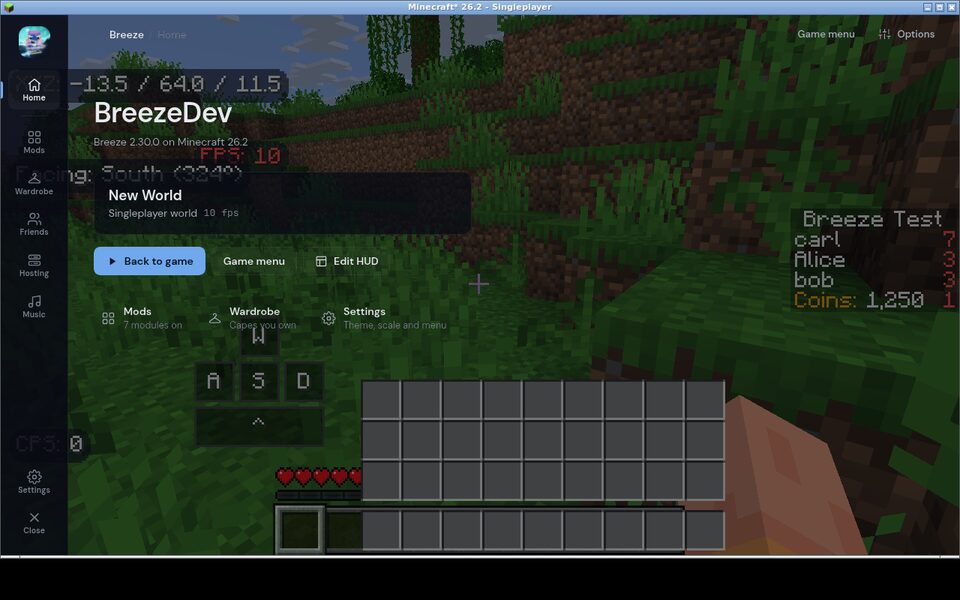 Minecraft* 26.2 - Singleplayer
Breeze / Home
Game menu
Options
-13.5 / 64.0 / 11.5
Home
BreezeDev
Breeze 2.30.0 on Minecraft 26.2
FPS: 10
Mods
Facing: South (324°)
Wardrobe
New World
Singleplayer world 10 fps
Friends
Breeze Test
carl 7
Alice 3
bob 3
Coins: 1,250 1
Back to game
Game menu
Edit HUD
Hosting
Music
Mods
7 modules on
Wardrobe
Capes you own
Settings
Theme, scale and menu
W
A
S
D
^
CPS: 0
Settings
Close